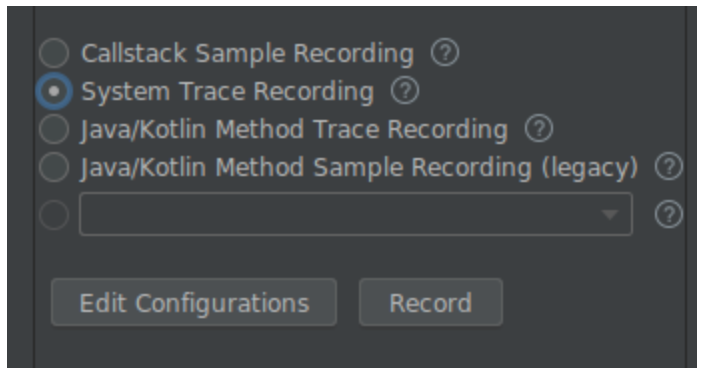 Callstack Sample Recording ?
System Trace Recording ?
Java/Kotlin Method Trace Recording ?
Java/Kotlin Method Sample Recording (legacy) ?
?
Edit Configurations Record